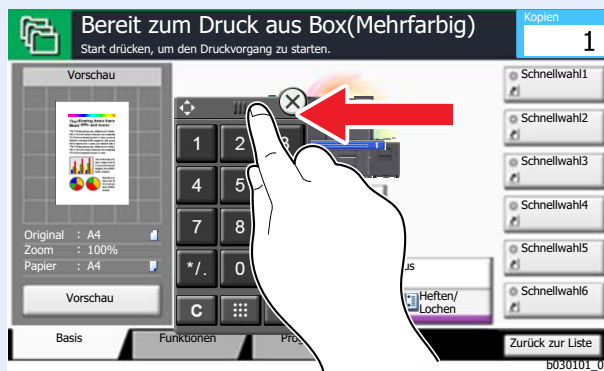 Bereit zum Druck aus Box(Mehrfarbig)
Start drücken, um den Druckvorgang zu starten.
Kopien
1
Vorschau
Original : A4
Zoom : 100%
Papier : A4
Vorschau
1 2 3
4 5
7 8
*/. 0
C
Heften/
Lochen
Schnellwahl1
Schnellwahl2
Schnellwahl3
Schnellwahl4
Schnellwahl5
Schnellwahl6
Basis
Funktionen
Zurück zur Liste
b030101_0